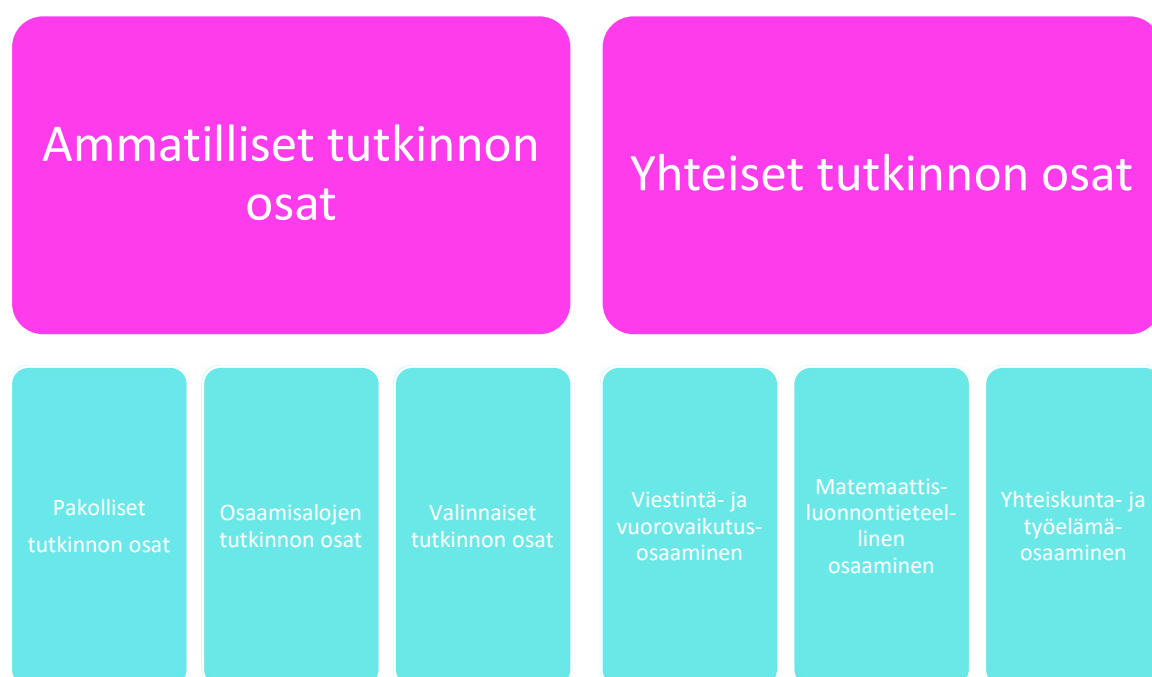 Ammatilliset tutkinnon
osat
Yhteiset tutkinnon osat
Pakolliset
tutkinnon osat
Osaamisalojen
tutkinnon osat
Valinnaiset
tutkinnon osat
Viestintä- ja
vuorovaikutus-
osaaminen
Matemaattis-
luonnontieteel-
linen
osaaminen
Yhteiskunta- ja
työelämä-
osaaminen